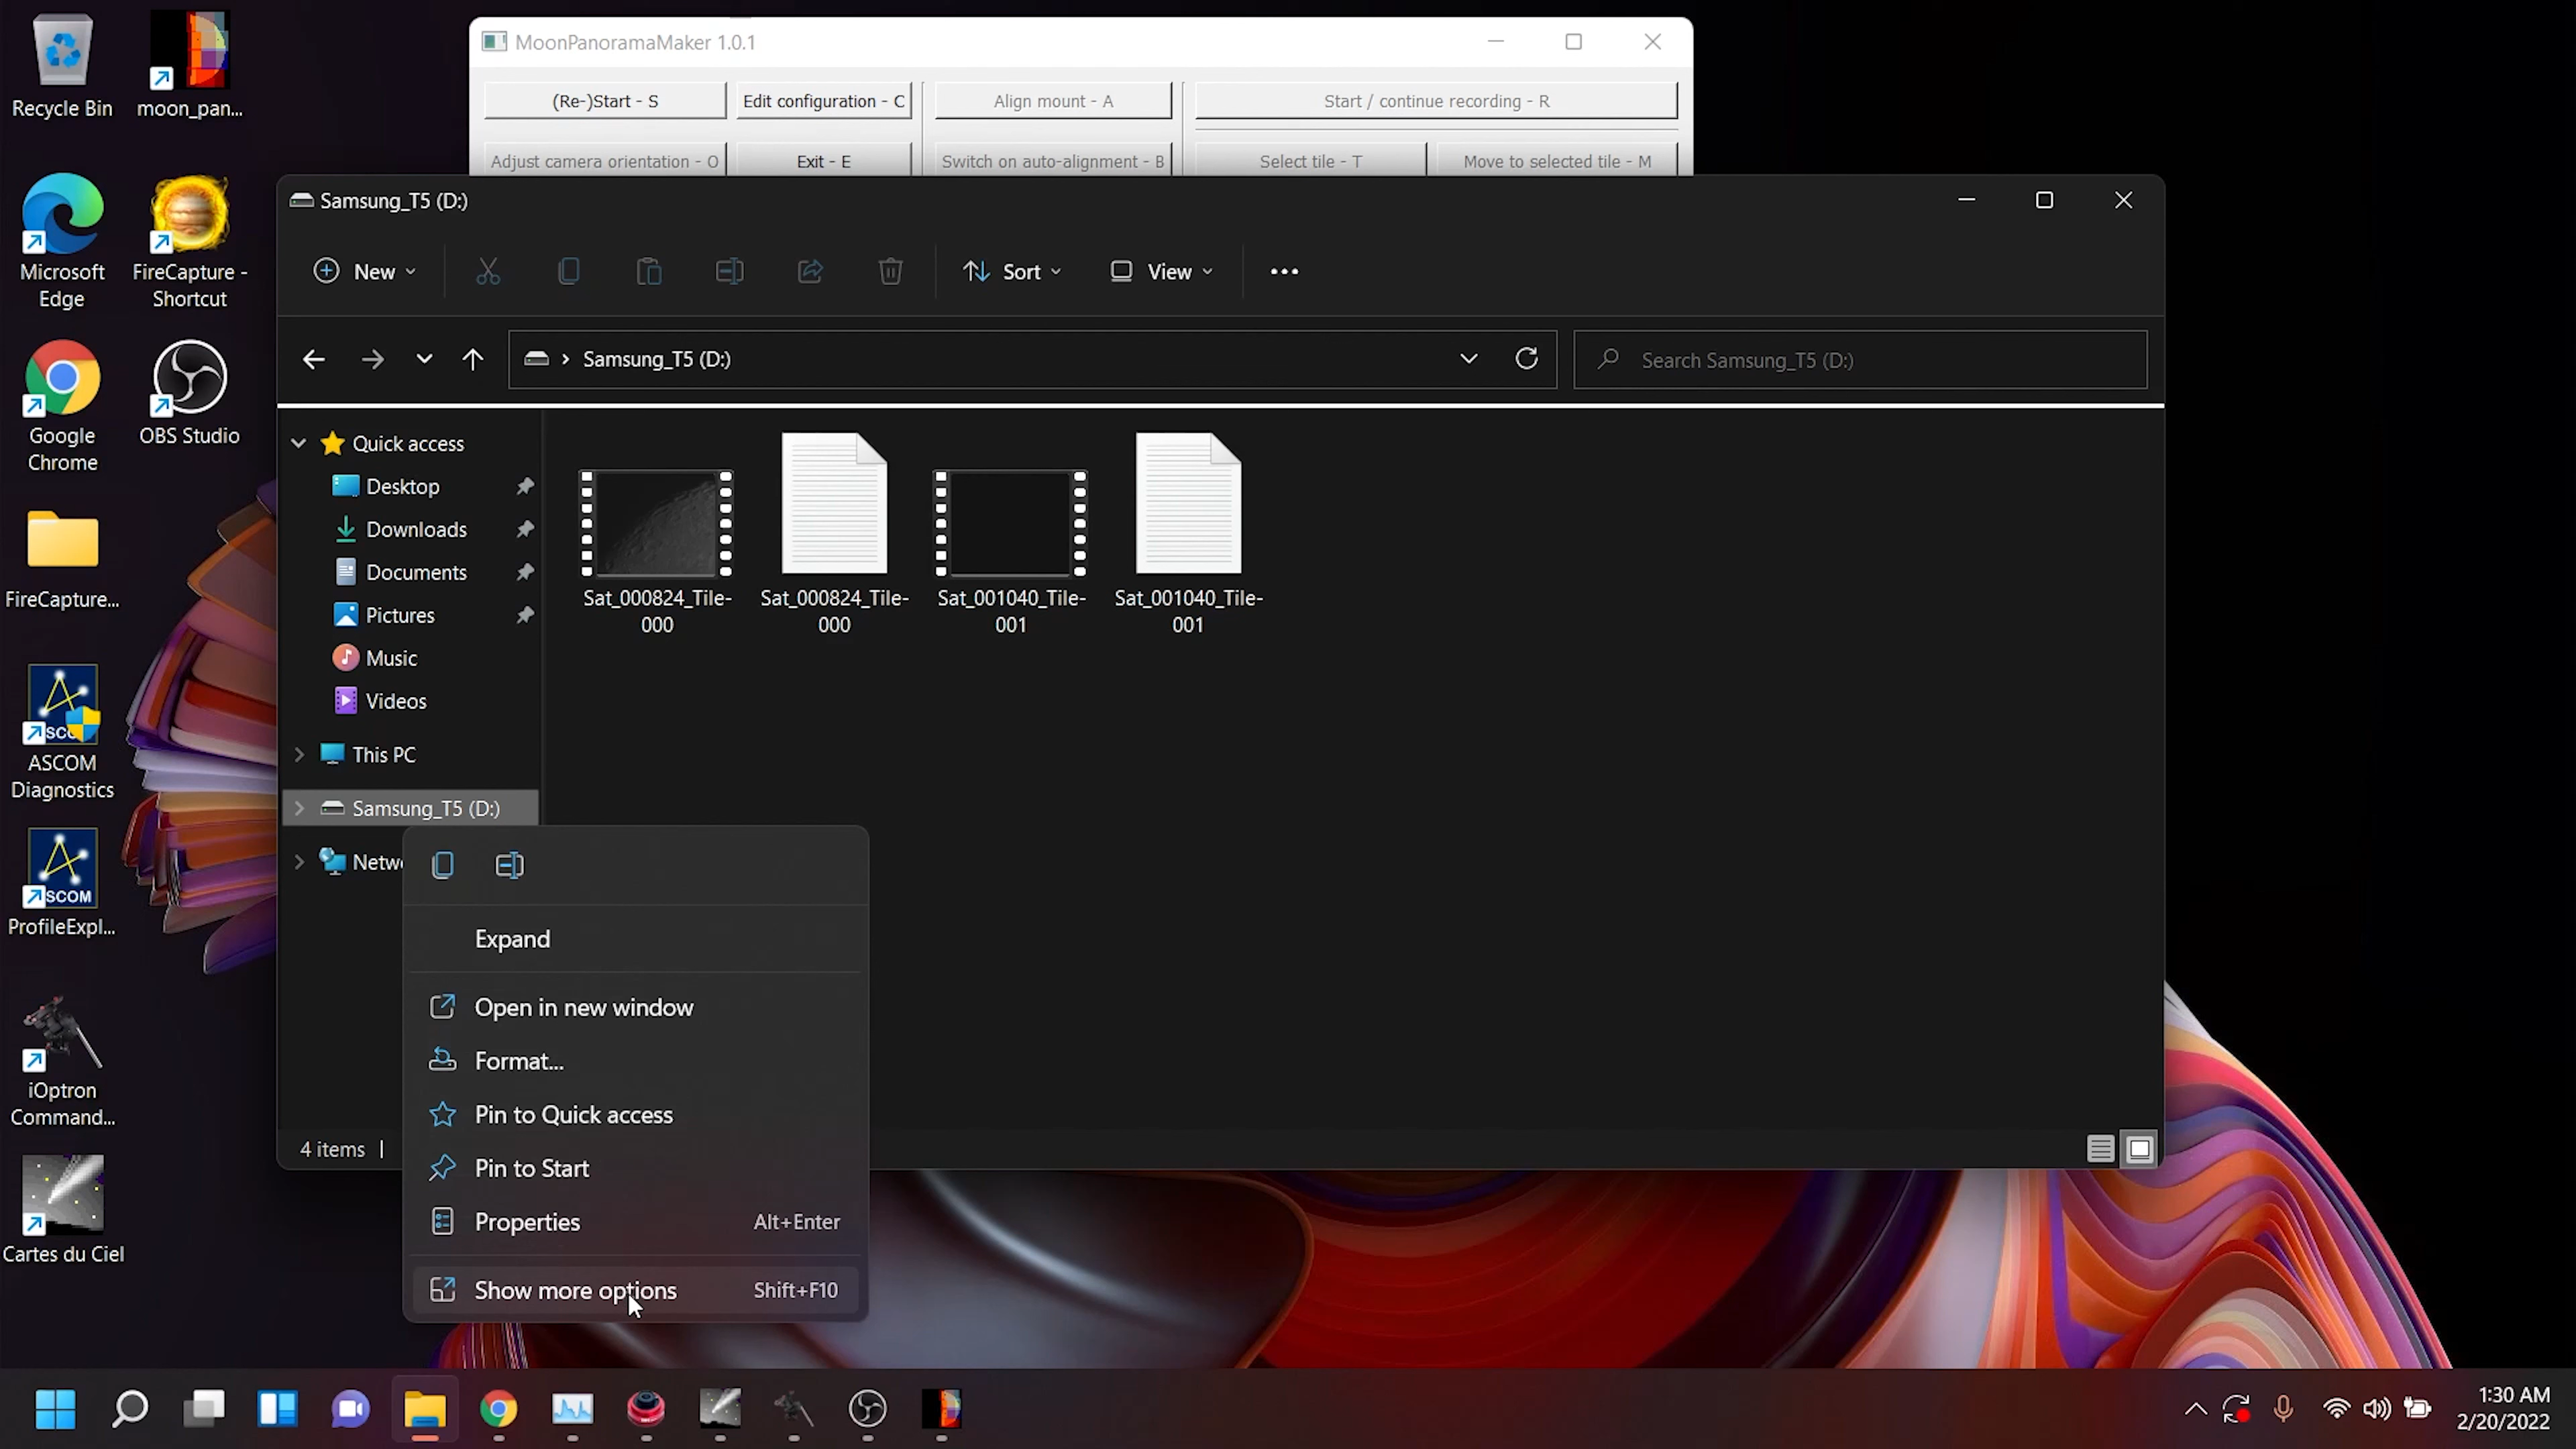 Recycle Bin
moon_pan...
Microsoft
Edge
FireCapture -
Shortcut
Google
Chrome
OBS Studio
FireCapture...
ASCOM
Diagnostics
SCOM
ProfileExpl...
iOptron
Command...
Cartes du Ciel
MoonPanoramaMaker 1.0.1
(Re-)Start - S
Edit configuration - C
Align mount - A
Start / continue recording - R
Adjust camera orientation - O
Exit - E
Switch on auto-alignment - B
Select tile - T
Move to selected tile - M
Samsung_T5 (D:)
New
Sort
View
Samsung_T5 (D:)
Search Samsung_T5 (D:)
Quick access
Desktop
Downloads
Documents
Pictures
Music
Videos
This PC
Samsung_T5 (D:)
Netwo
Sat_000824_Tile-
000
Sat_000824_Tile-
000
Sat_001040_Tile-
001
Sat_001040_Tile-
001
Expand
Open in new window
Format...
Pin to Quick access
Pin to Start
Properties Alt+Enter
Show more options Shift+F10
4 items
1:30 AM
2/20/2022